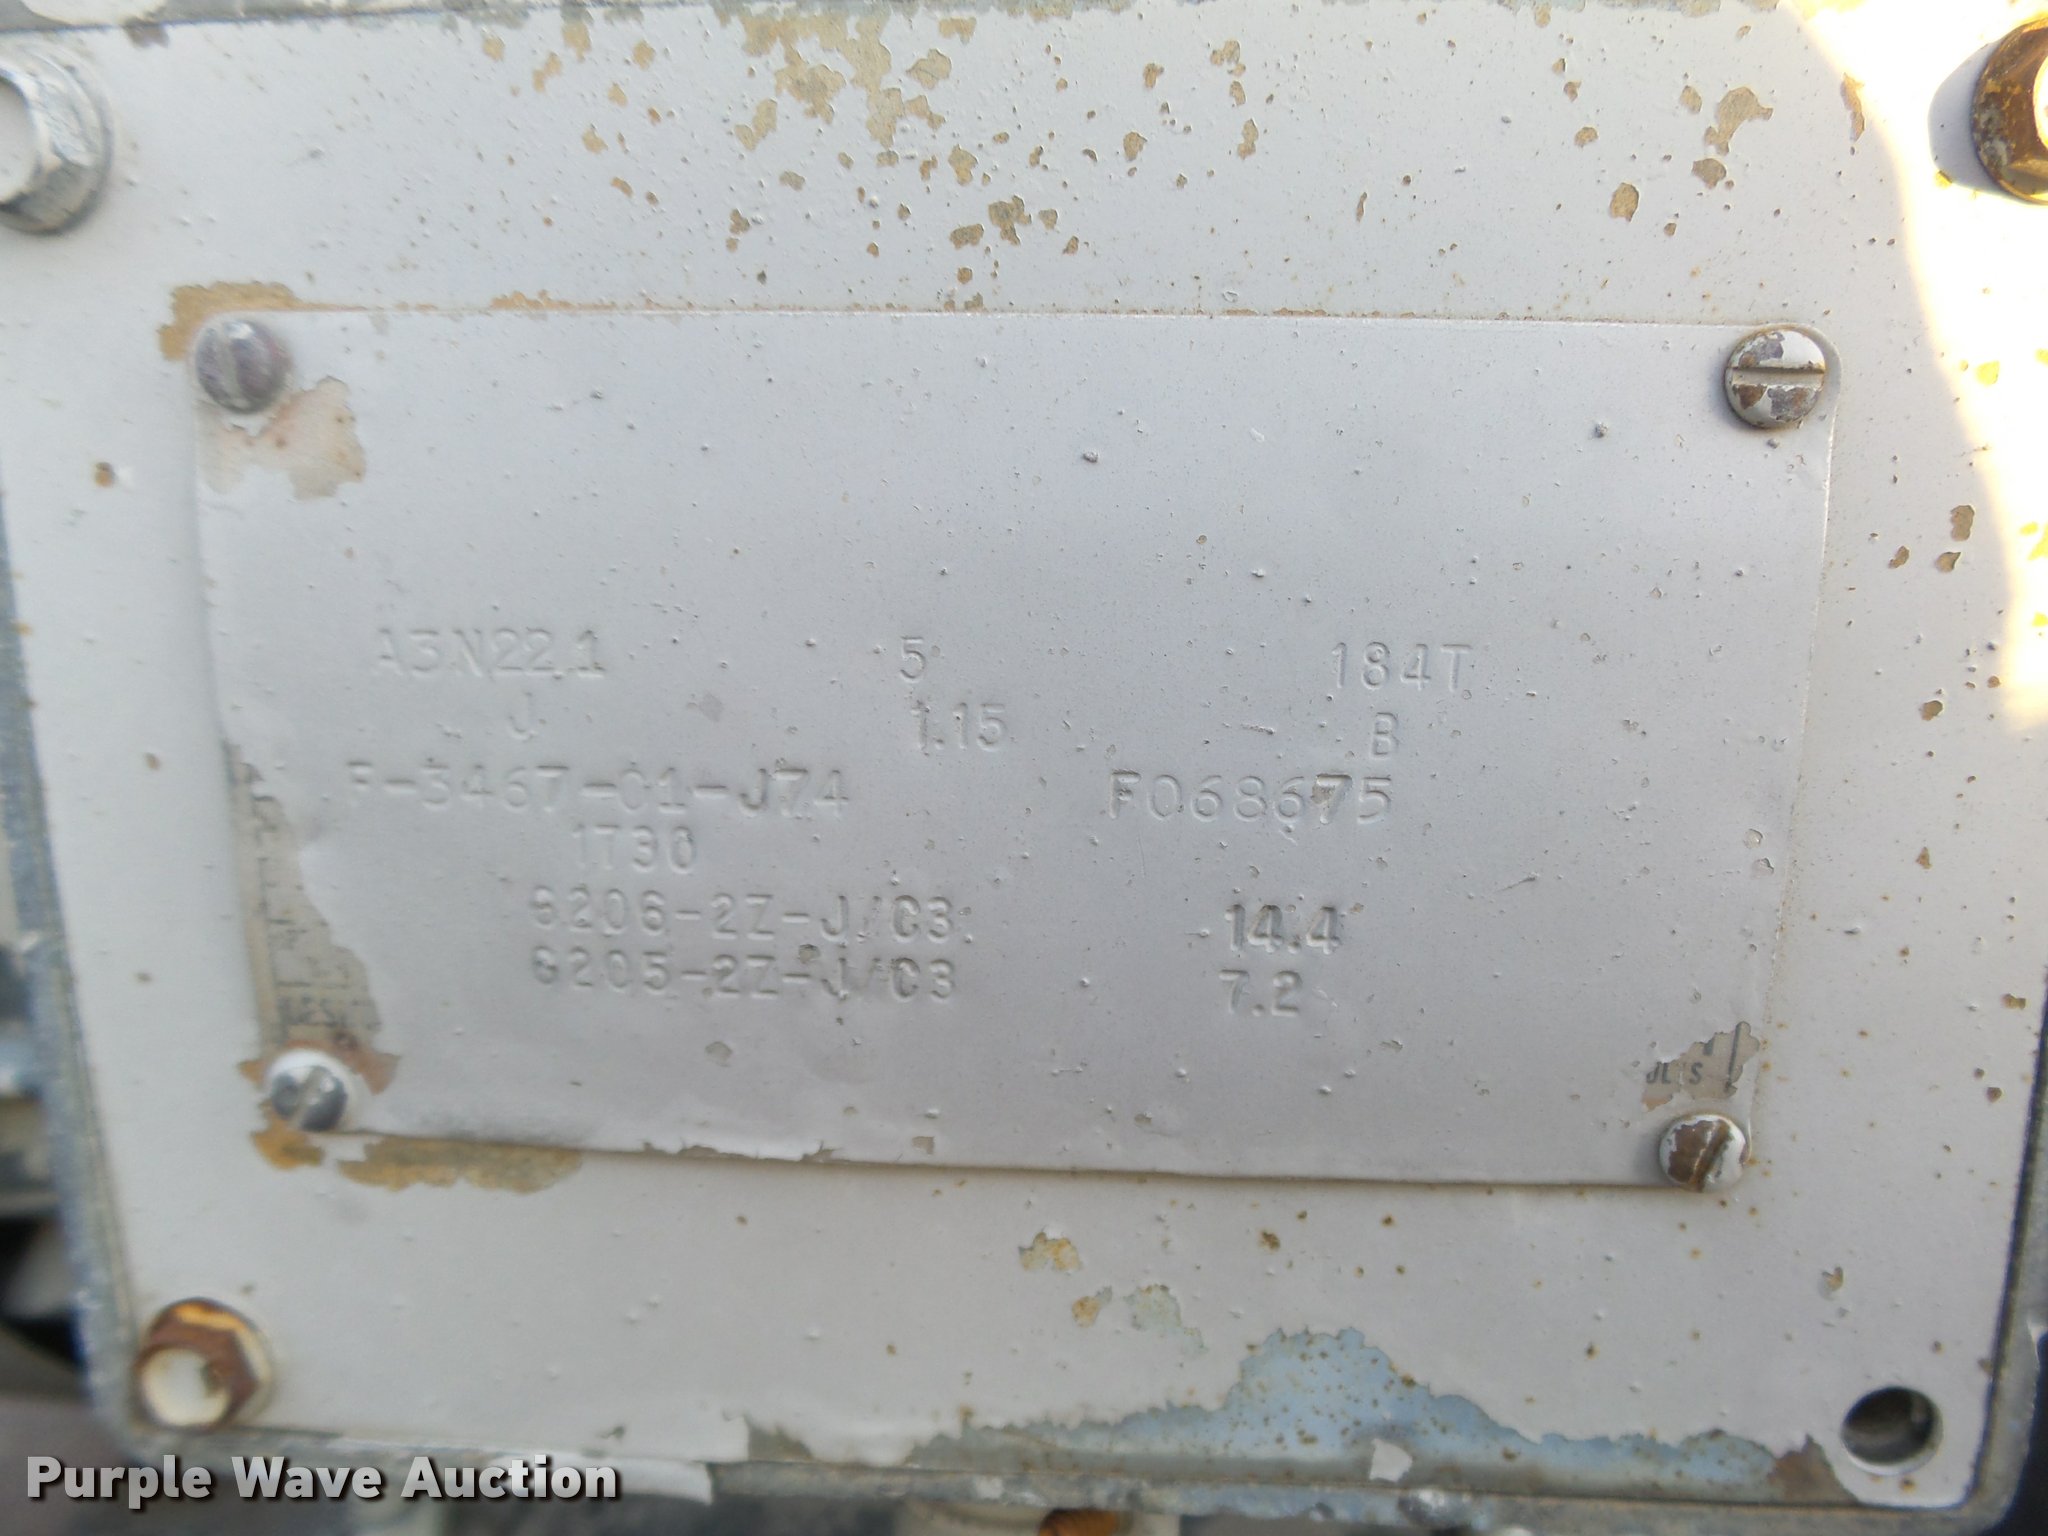 A3N22.1 5 184T
J 1.15 B
F-3467-01-J74 F068675
1730
6206-2Z-J/C3 14.4
6205-2Z-J/C3 7.2
Purple Wave Auction